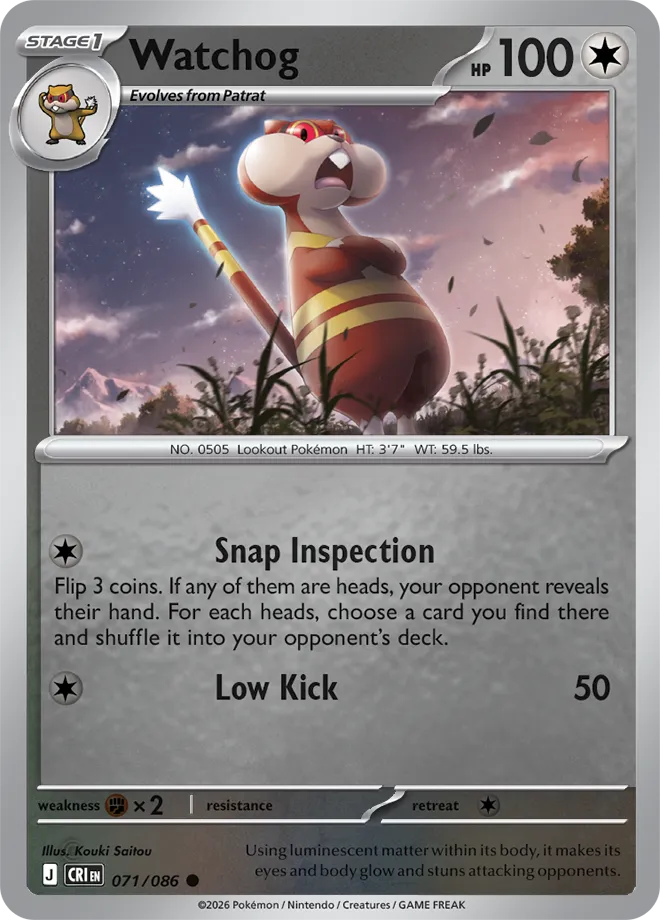 STAGE 1
Watchog
HP 100
Evolves from Patrat
NO. 0505 Lookout Pokémon HT: 3'7" WT: 59.5 lbs.
Snap Inspection
Flip 3 coins. If any of them are heads, your opponent reveals
their hand. For each heads, choose a card you find there
and shuffle it into your opponent's deck.
Low Kick 50
weakness ×2 resistance retreat
Illus. Kouki Saitou
Using luminescent matter within its body, it makes its
eyes and body glow and stuns attacking opponents.
J CRI EN 071/086
©2026 Pokémon / Nintendo / Creatures / GAME FREAK